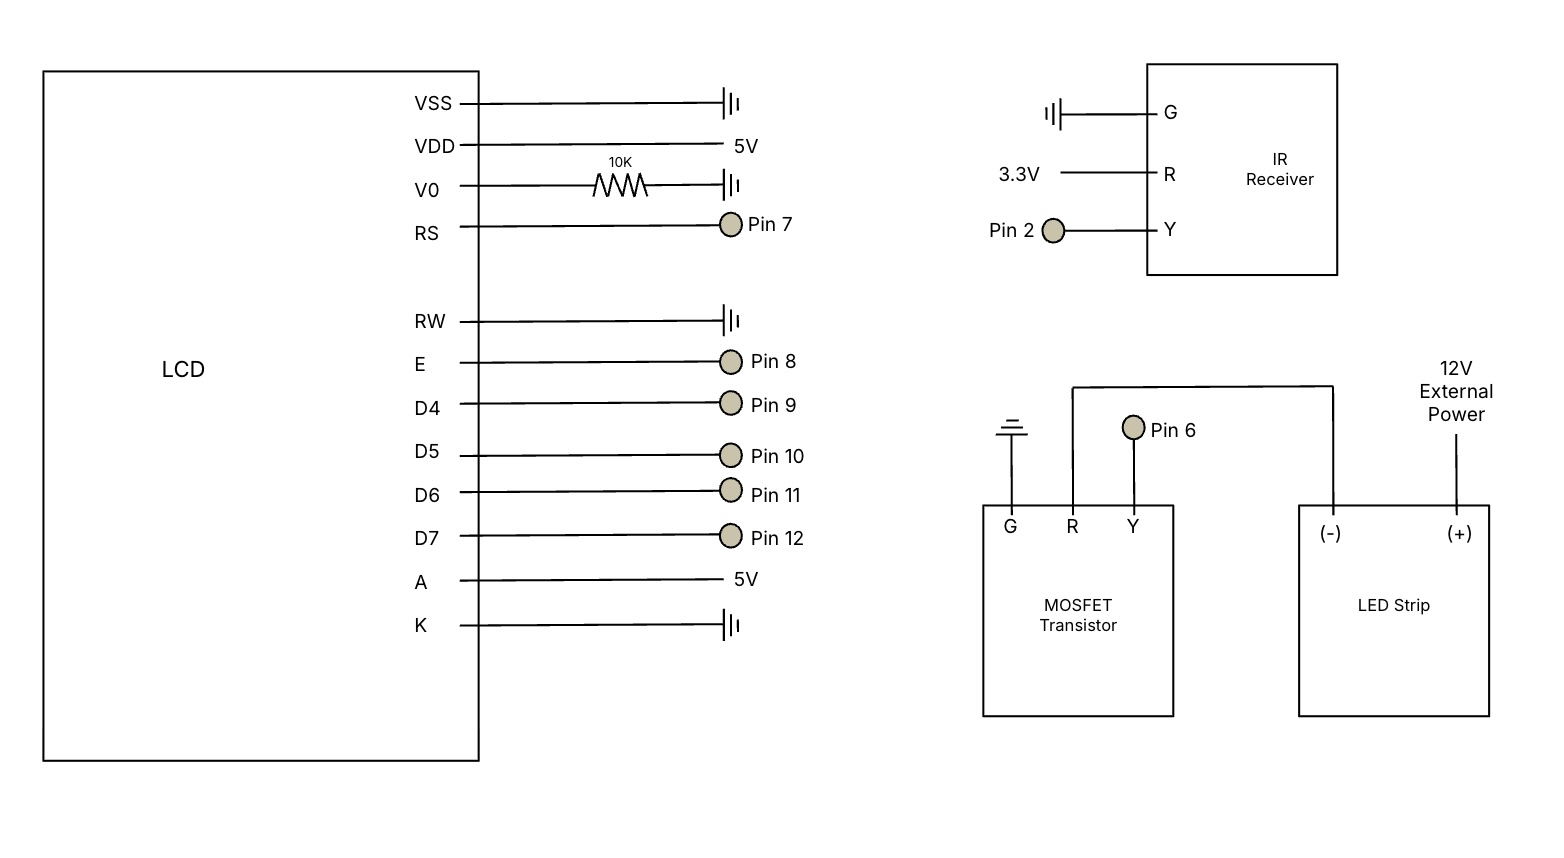 LCD
VSS
VDD 5V
10K
V0
RS Pin 7
RW
E Pin 8
D4 Pin 9
D5 Pin 10
D6 Pin 11
D7 Pin 12
A 5V
K
G
3.3V R
Pin 2 Y
IR
Receiver
Pin 6
G R Y
MOSFET
Transistor
12V
External
Power
(-) (+)
LED Strip